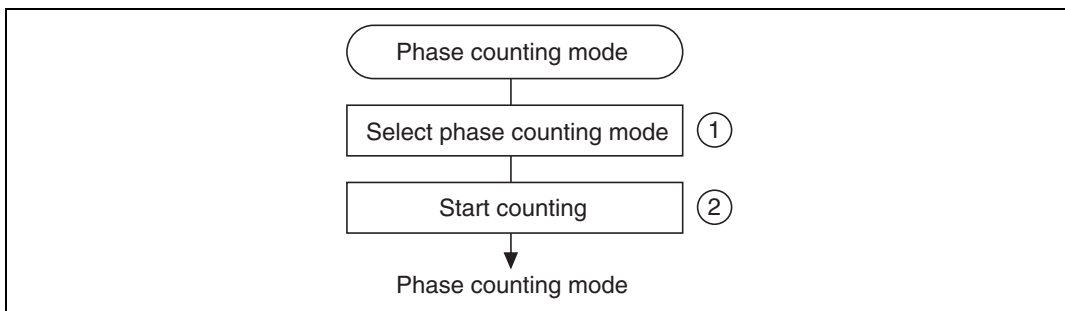 Phase counting mode
Select phase counting mode
1
Start counting
2
Phase counting mode